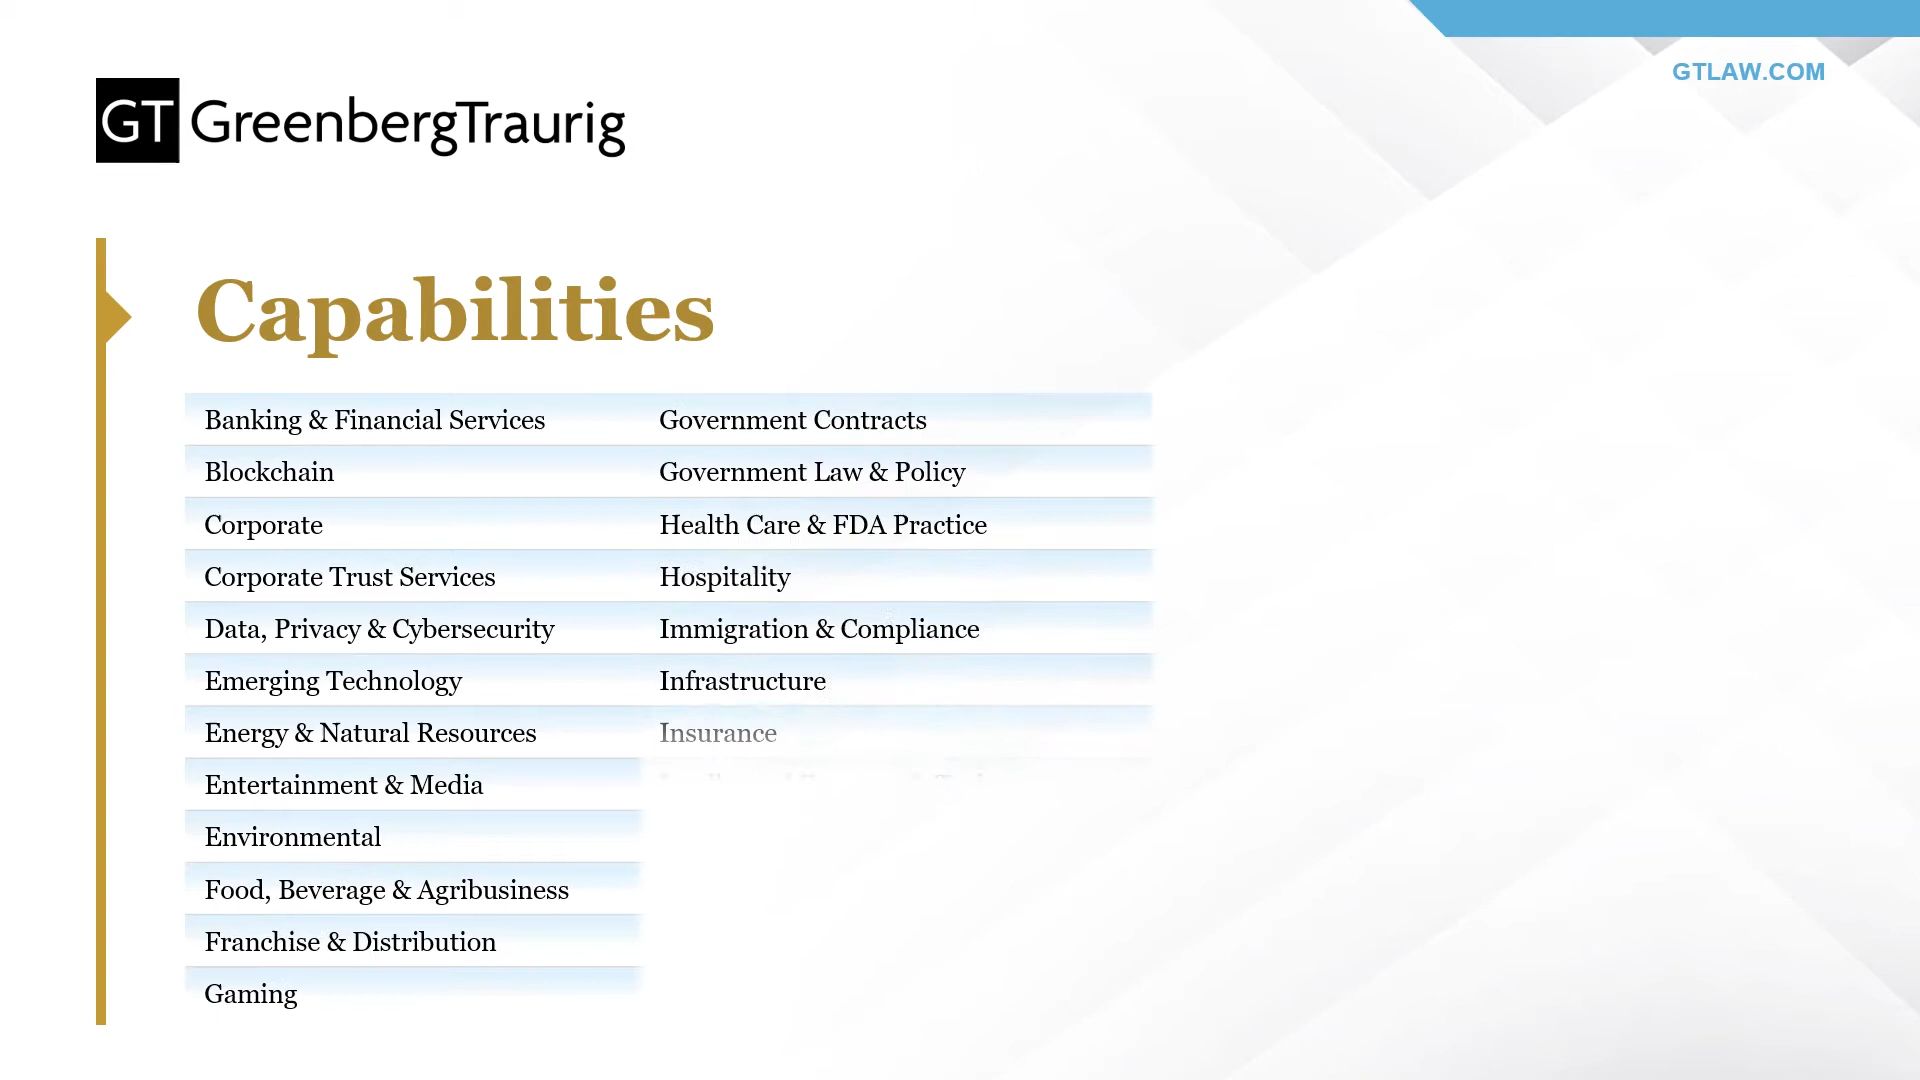 GTLAW.COM
GT GreenbergTraurig
Capabilities
Banking & Financial Services
Blockchain
Corporate
Corporate Trust Services
Data, Privacy & Cybersecurity
Emerging Technology
Energy & Natural Resources
Entertainment & Media
Environmental
Food, Beverage & Agribusiness
Franchise & Distribution
Gaming
Government Contracts
Government Law & Policy
Health Care & FDA Practice
Hospitality
Immigration & Compliance
Infrastructure
Insurance